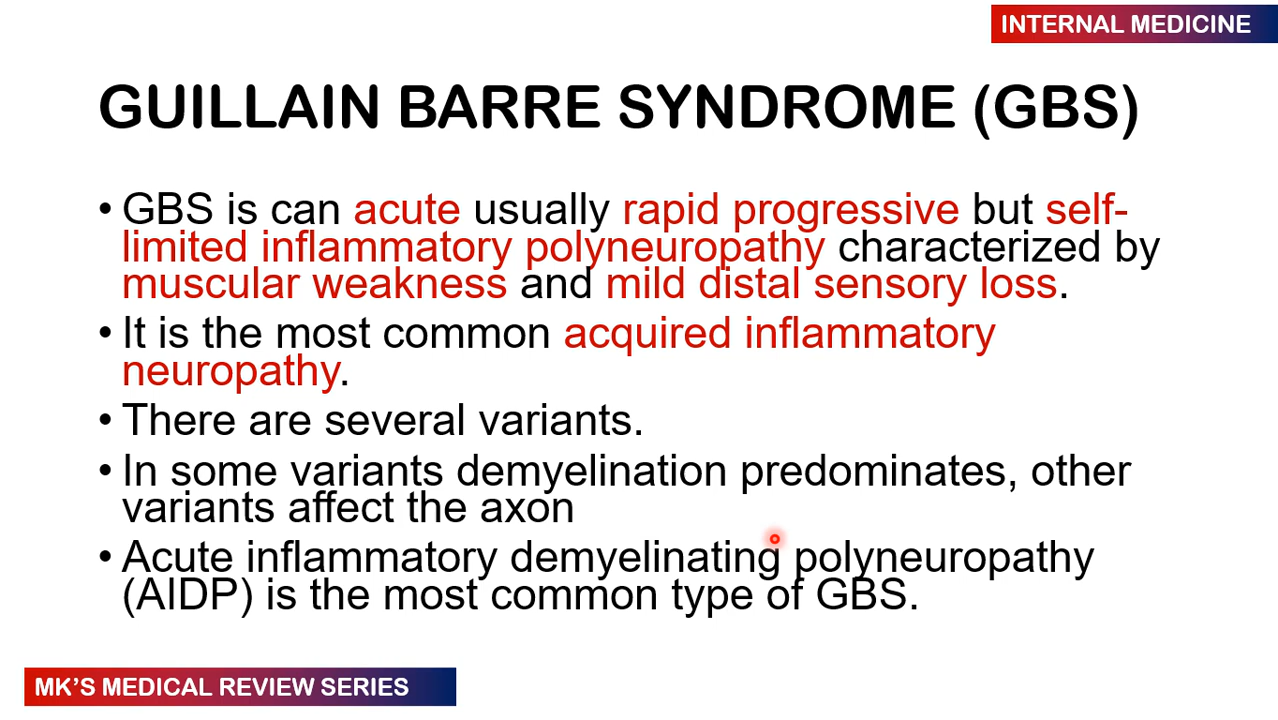 INTERNAL MEDICINE
GUILLAIN BARRE SYNDROME (GBS)
• GBS is can acute usually rapid progressive but self-
limited inflammatory polyneuropathy characterized by
muscular weakness and mild distal sensory loss.
• It is the most common acquired inflammatory
neuropathy.
• There are several variants.
• In some variants demyelination predominates, other
variants affect the axon
• Acute inflammatory demyelinating polyneuropathy
(AIDP) is the most common type of GBS.
MK'S MEDICAL REVIEW SERIES